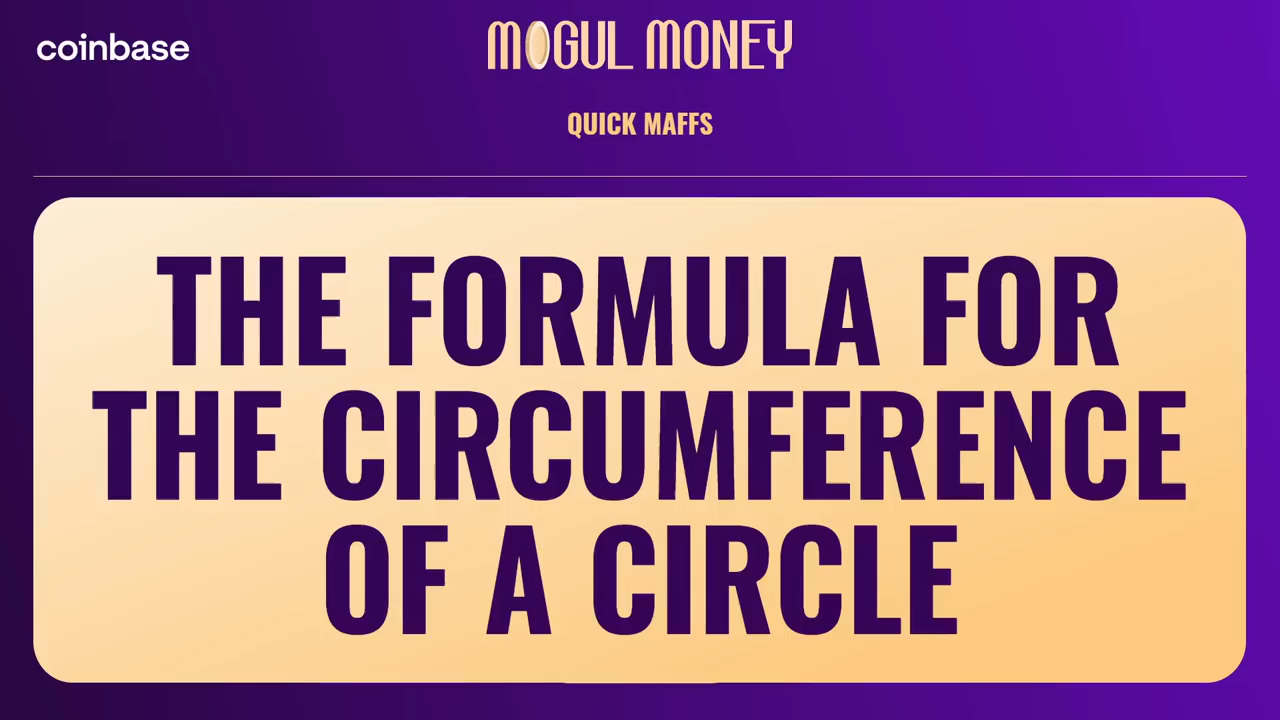 coinbase
MOGUL MONEY
QUICK MAFFS
THE FORMULA FOR
THE CIRCUMFERENCE
OF A CIRCLE